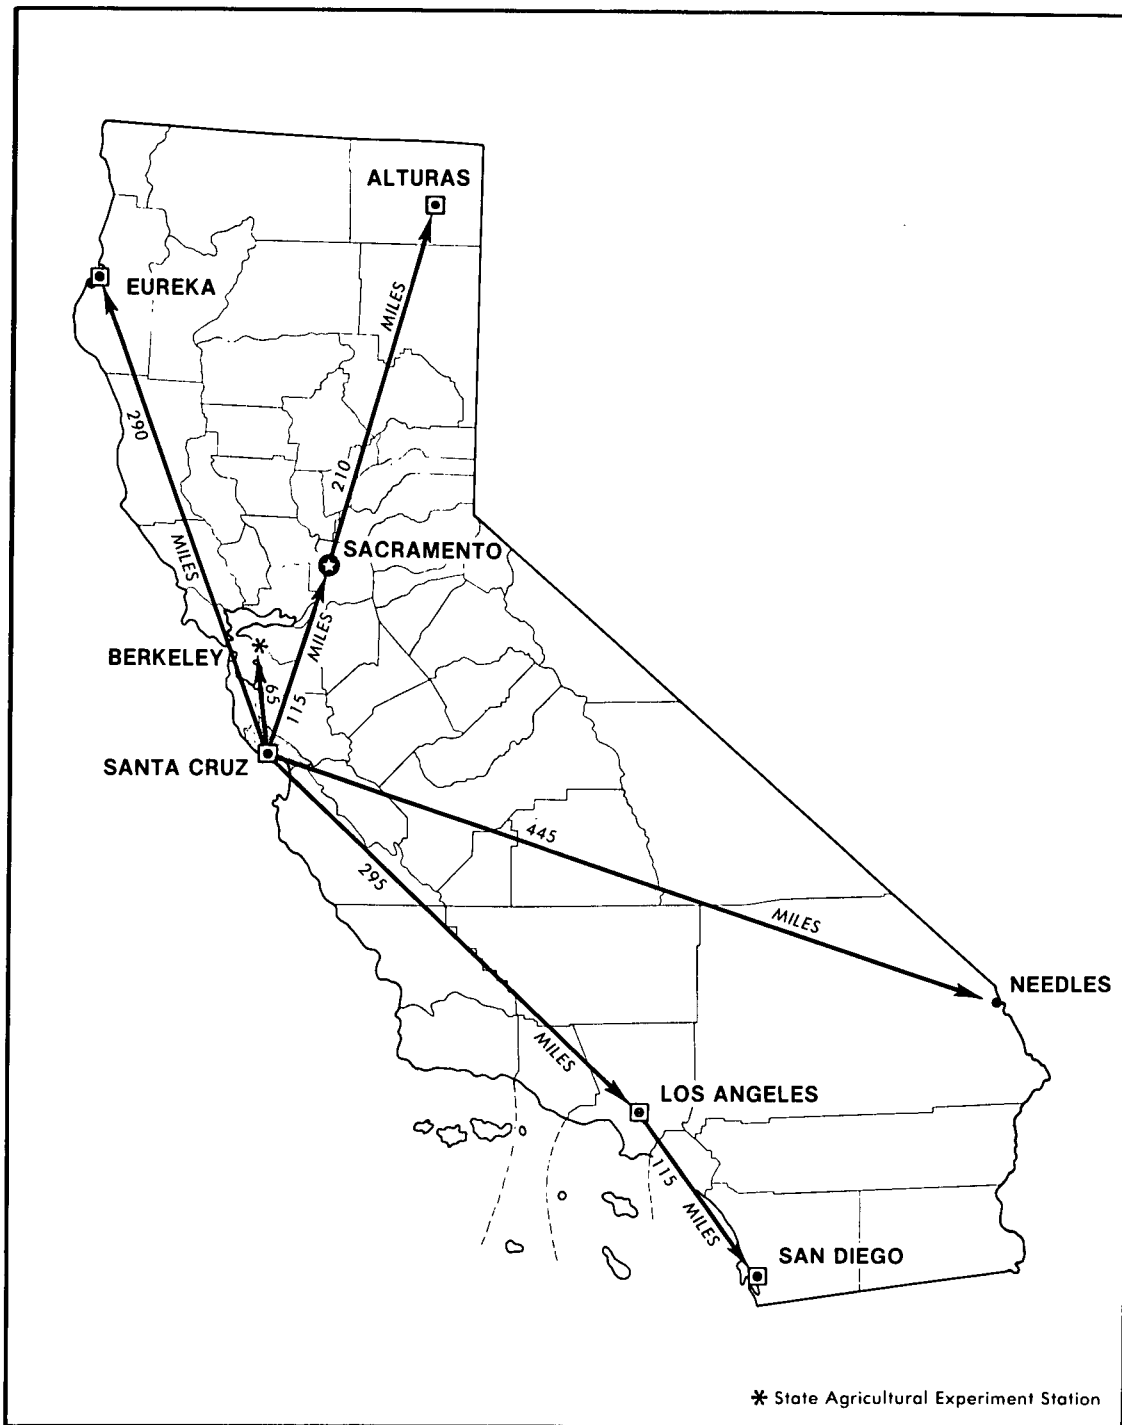 ALTURAS
EUREKA
MILES
290
210
MILES
SACRAMENTO
MILES
BERKELEY
65
115
SANTA CRUZ
445
295
MILES
NEEDLES
MILES
LOS ANGELES
115
MILES
SAN DIEGO
* State Agricultural Experiment Station